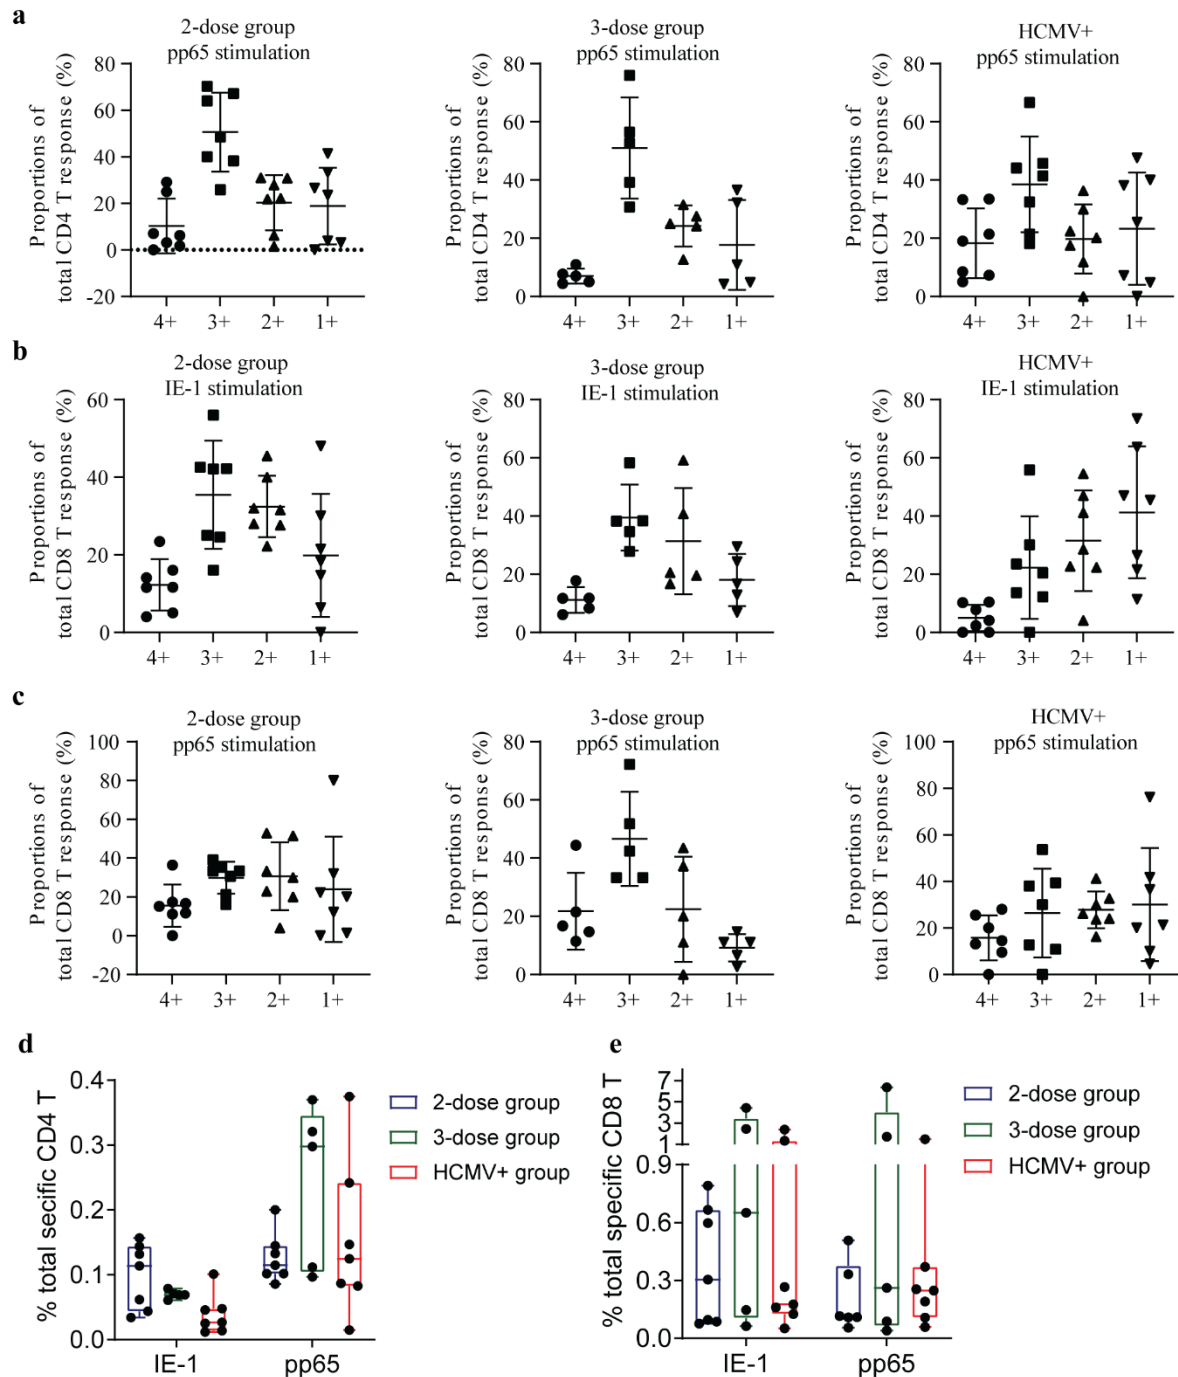 a
2-dose group
pp65 stimulation
Proportions of
total CD4 T response (%)
80
60
40
20
0
-20
4+ 3+ 2+ 1+
3-dose group
pp65 stimulation
Proportions of
total CD4 T response (%)
80
60
40
20
0
4+ 3+ 2+ 1+
HCMV+
pp65 stimulation
Proportions of
total CD4 T response (%)
80
60
40
20
0
4+ 3+ 2+ 1+
b
2-dose group
IE-1 stimulation
Proportions of
total CD8 T response (%)
60
40
20
0
4+ 3+ 2+ 1+
3-dose group
IE-1 stimulation
Proportions of
total CD8 T response (%)
80
60
40
20
0
4+ 3+ 2+ 1+
HCMV+
IE-1 stimulation
Proportions of
total CD8 T response (%)
80
60
40
20
0
4+ 3+ 2+ 1+
c
2-dose group
pp65 stimulation
Proportions of
total CD8 T response (%)
100
80
60
40
20
0
-20
4+ 3+ 2+ 1+
3-dose group
pp65 stimulation
Proportions of
total CD8 T response (%)
80
60
40
20
0
4+ 3+ 2+ 1+
HCMV+
pp65 stimulation
Proportions of
total CD8 T response (%)
100
80
60
40
20
0
4+ 3+ 2+ 1+
d
% total secific CD4 T
0.4
0.3
0.2
0.1
0.0
IE-1 pp65
2-dose group
3-dose group
HCMV+ group
e
% total specific CD8 T
7
5
3
1
0.9
0.6
0.3
0.0
IE-1 pp65
2-dose group
3-dose group
HCMV+ group